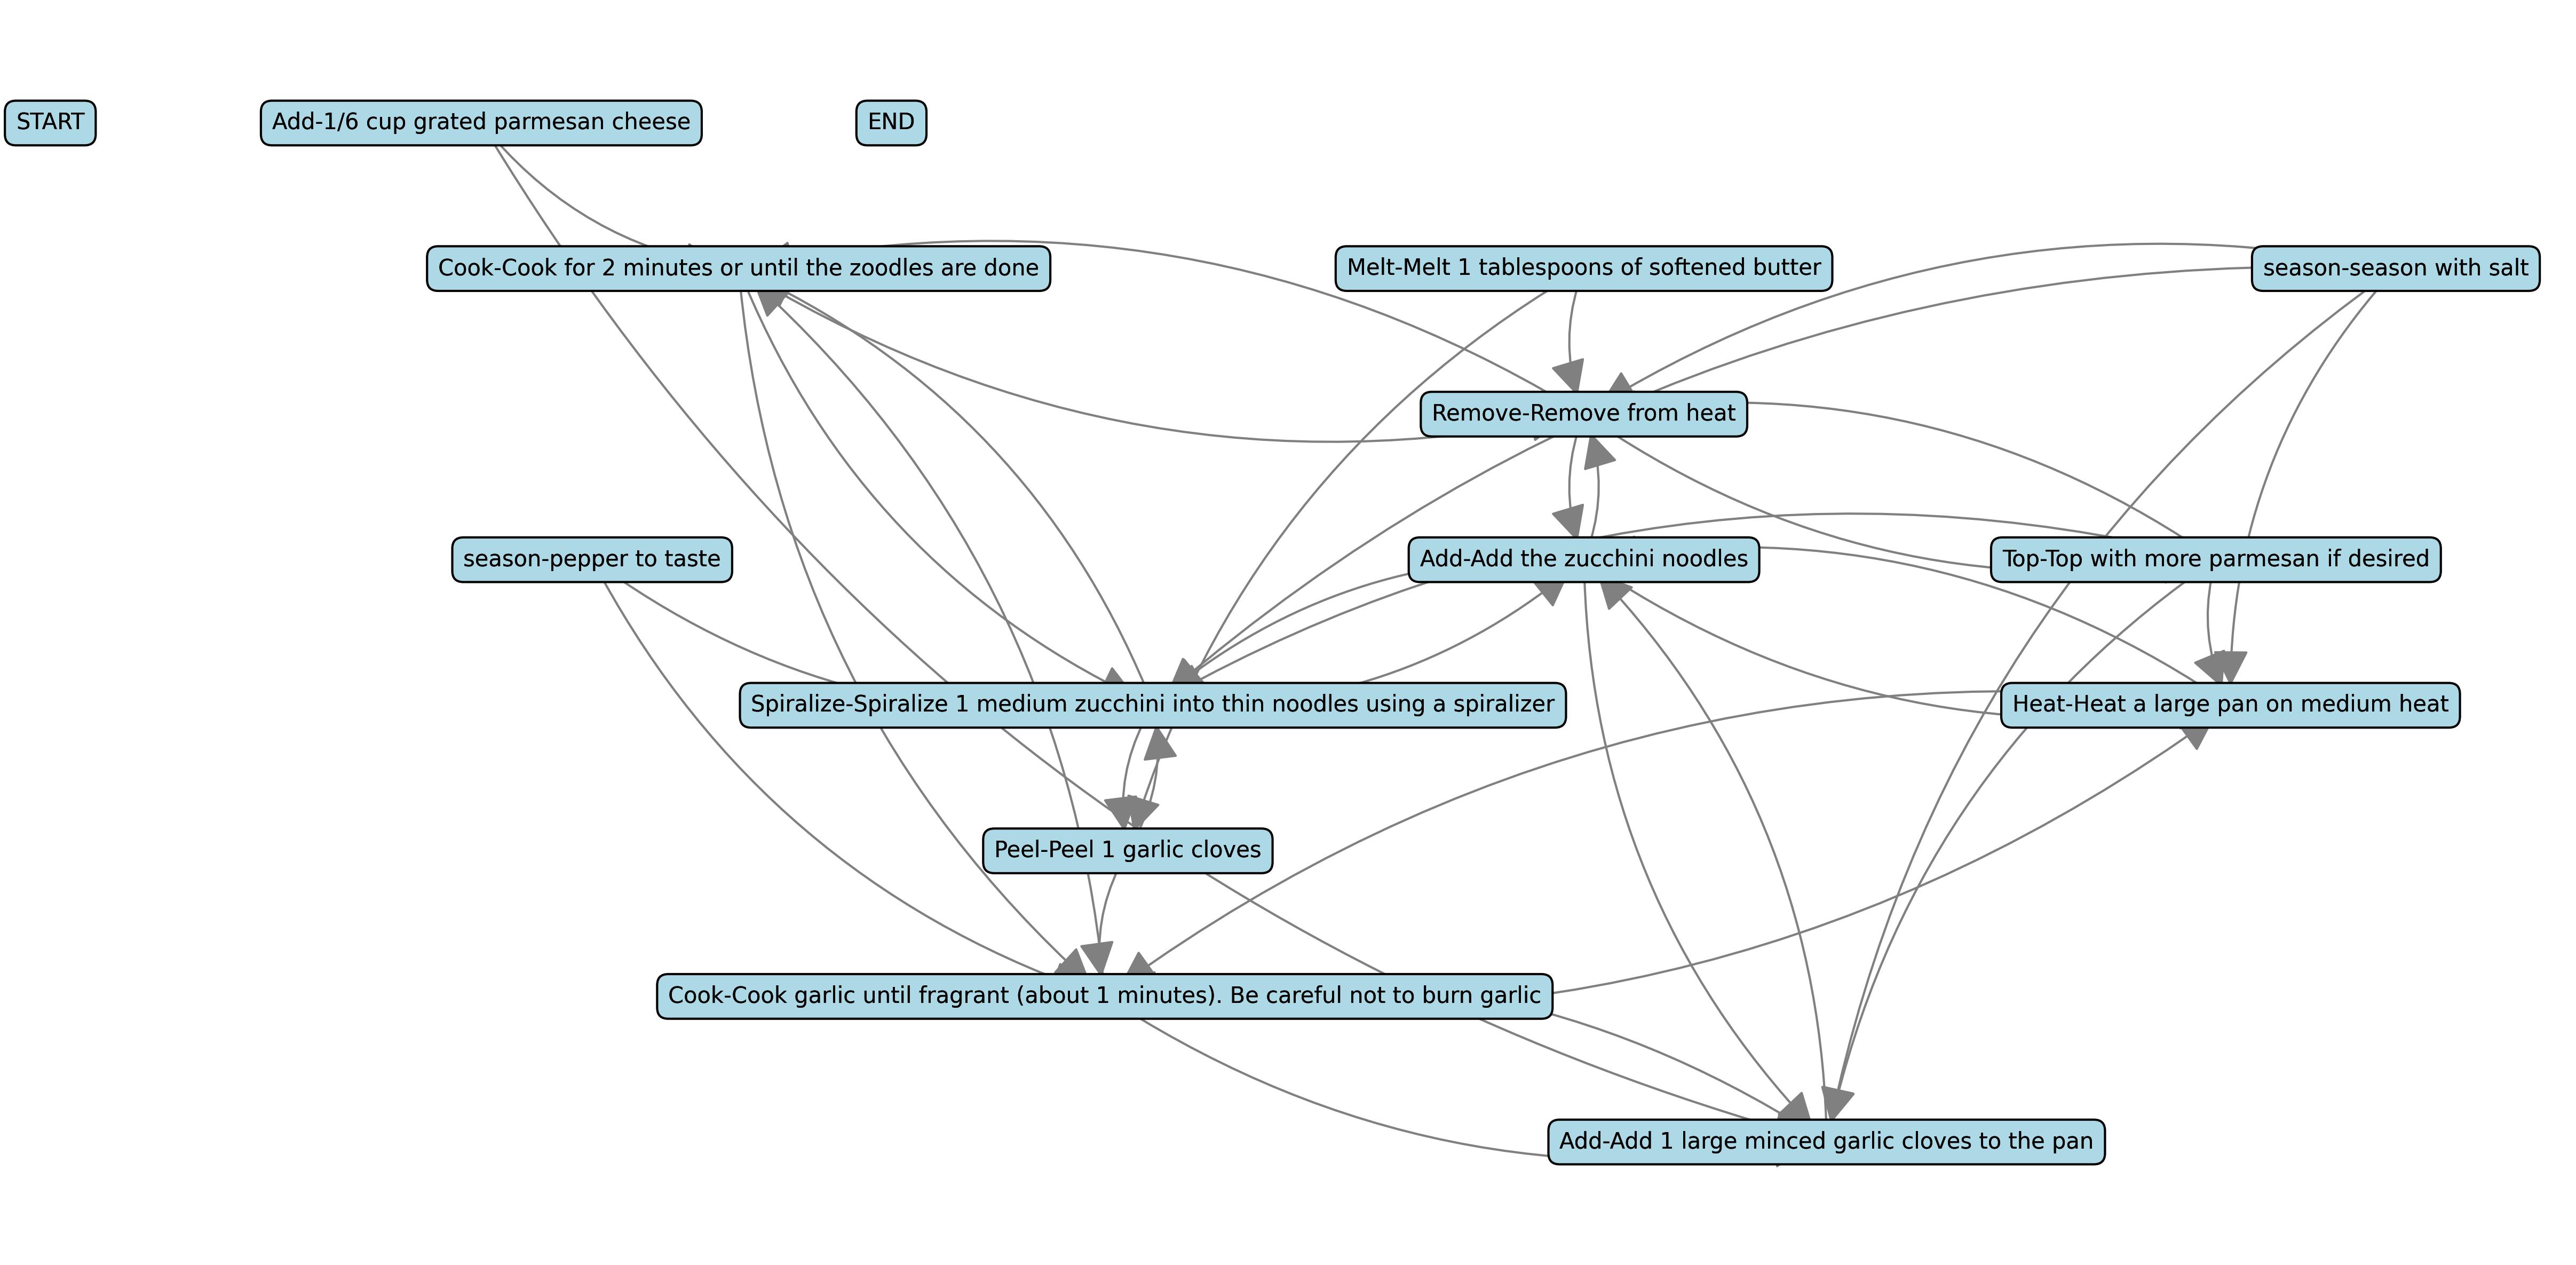 START
Add-1/6 cup grated parmesan cheese
END
Cook-Cook for 2 minutes or until the zoodles are done
Melt-Melt 1 tablespoons of softened butter
season-season with salt
Remove-Remove from heat
season-pepper to taste
Add-Add the zucchini noodles
Top-Top with more parmesan if desired
Spiralize-Spiralize 1 medium zucchini into thin noodles using a spiralizer
Heat-Heat a large pan on medium heat
Peel-Peel 1 garlic cloves
Cook-Cook garlic until fragrant (about 1 minutes). Be careful not to burn garlic
Add-Add 1 large minced garlic cloves to the pan